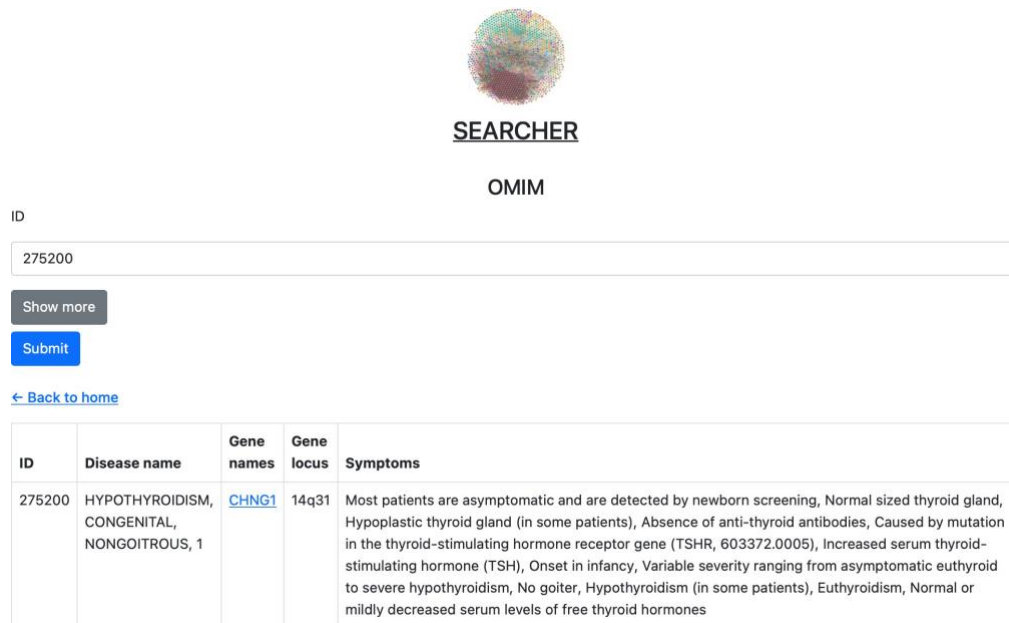 SEARCHER
OMIM
ID
275200
Show more
Submit
← Back to home
ID Disease name Gene names Gene locus Symptoms
275200 HYPOTHYROIDISM, CONGENITAL, NONGOITROUS, 1 CHNG1 14q31 Most patients are asymptomatic and are detected by newborn screening, Normal sized thyroid gland,
Hypoplastic thyroid gland (in some patients), Absence of anti-thyroid antibodies, Caused by mutation
in the thyroid-stimulating hormone receptor gene (TSHR, 603372.0005), Increased serum thyroid-
stimulating hormone (TSH), Onset in infancy, Variable severity ranging from asymptomatic euthyroid
to severe hypothyroidism, No goiter, Hypothyroidism (in some patients), Euthyroidism, Normal or
mildly decreased serum levels of free thyroid hormones